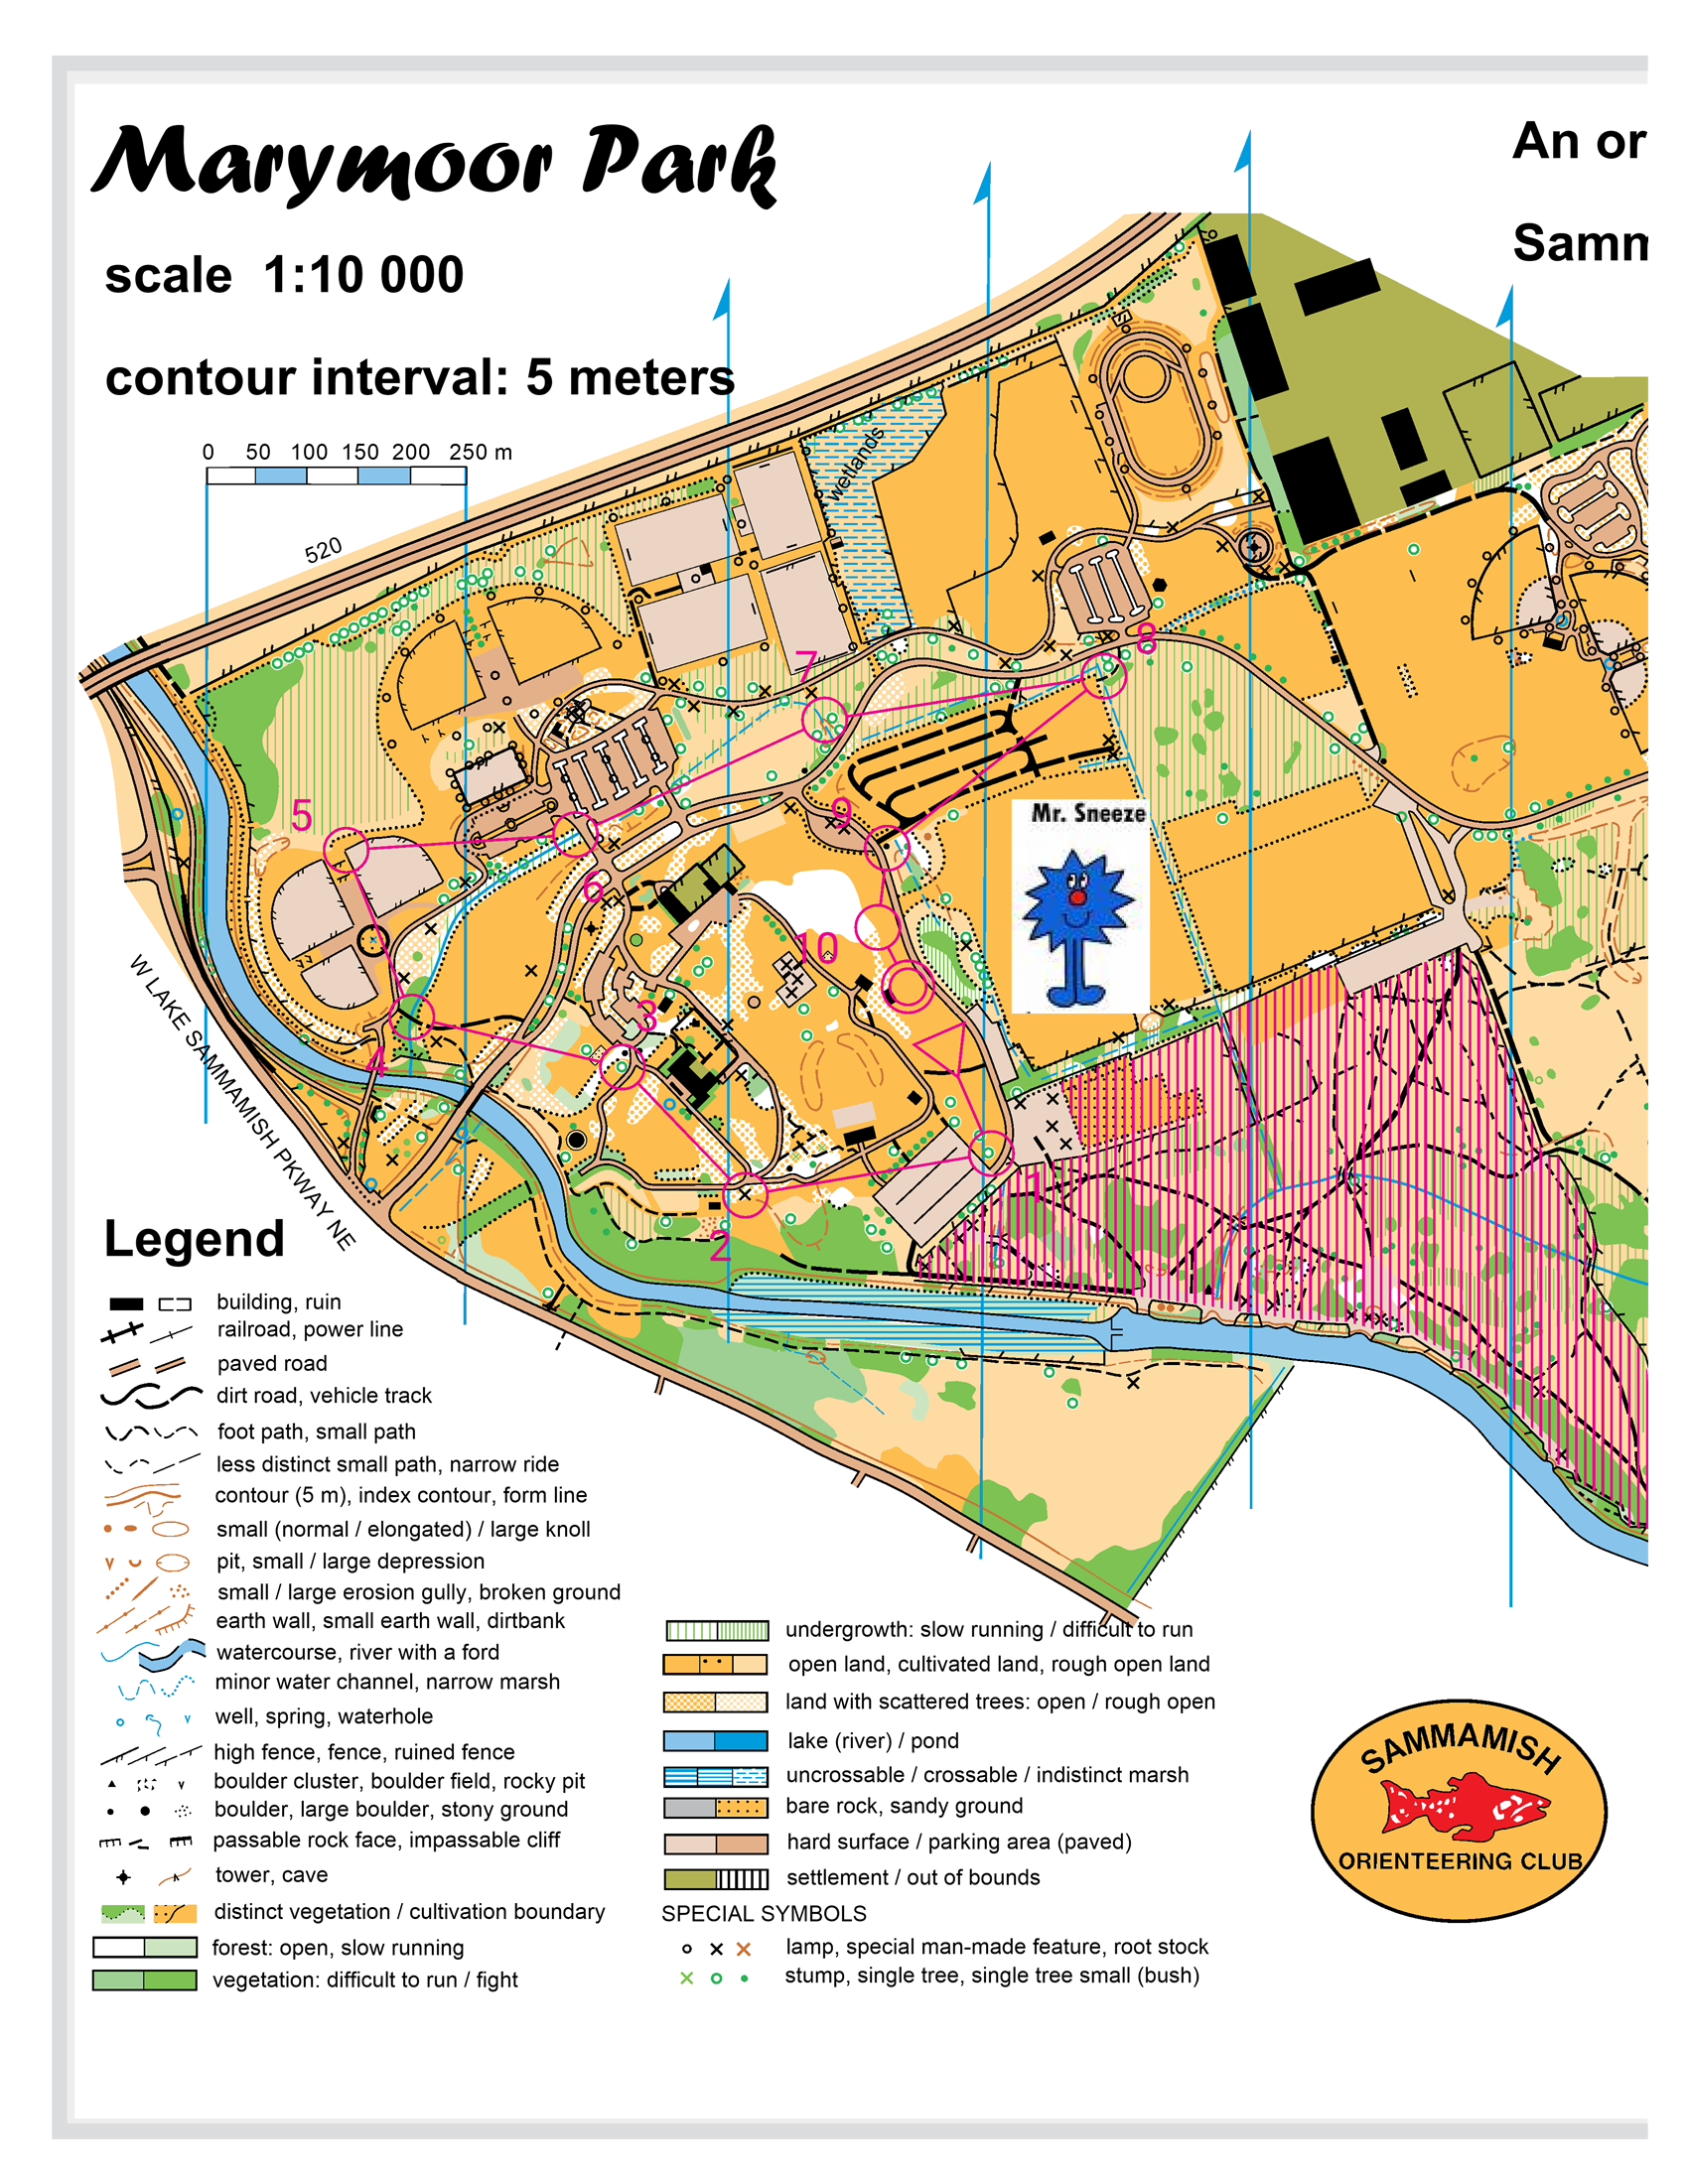 Marymoor Park
An or
scale 1:10 000
Samm
contour interval: 5 meters
0 50 100 150 200 250 m
520
wetlands
7
8
5
9
Mr. Sneeze
6
10
3
4
1
2
W LAKE SAMMAMISH PKWAY NE
Legend
building, ruin
railroad, power line
paved road
dirt road, vehicle track
foot path, small path
less distinct small path, narrow ride
contour (5 m), index contour, form line
small (normal / elongated) / large knoll
pit, small / large depression
small / large erosion gully, broken ground
earth wall, small earth wall, dirtbank
watercourse, river with a ford
minor water channel, narrow marsh
well, spring, waterhole
high fence, fence, ruined fence
boulder cluster, boulder field, rocky pit
boulder, large boulder, stony ground
passable rock face, impassable cliff
tower, cave
distinct vegetation / cultivation boundary
forest: open, slow running
vegetation: difficult to run / fight
undergrowth: slow running / difficult to run
open land, cultivated land, rough open land
land with scattered trees: open / rough open
lake (river) / pond
uncrossable / crossable / indistinct marsh
bare rock, sandy ground
hard surface / parking area (paved)
settlement / out of bounds
SPECIAL SYMBOLS
lamp, special man-made feature, root stock
stump, single tree, single tree small (bush)
SAMMAMISH
ORIENTEERING CLUB